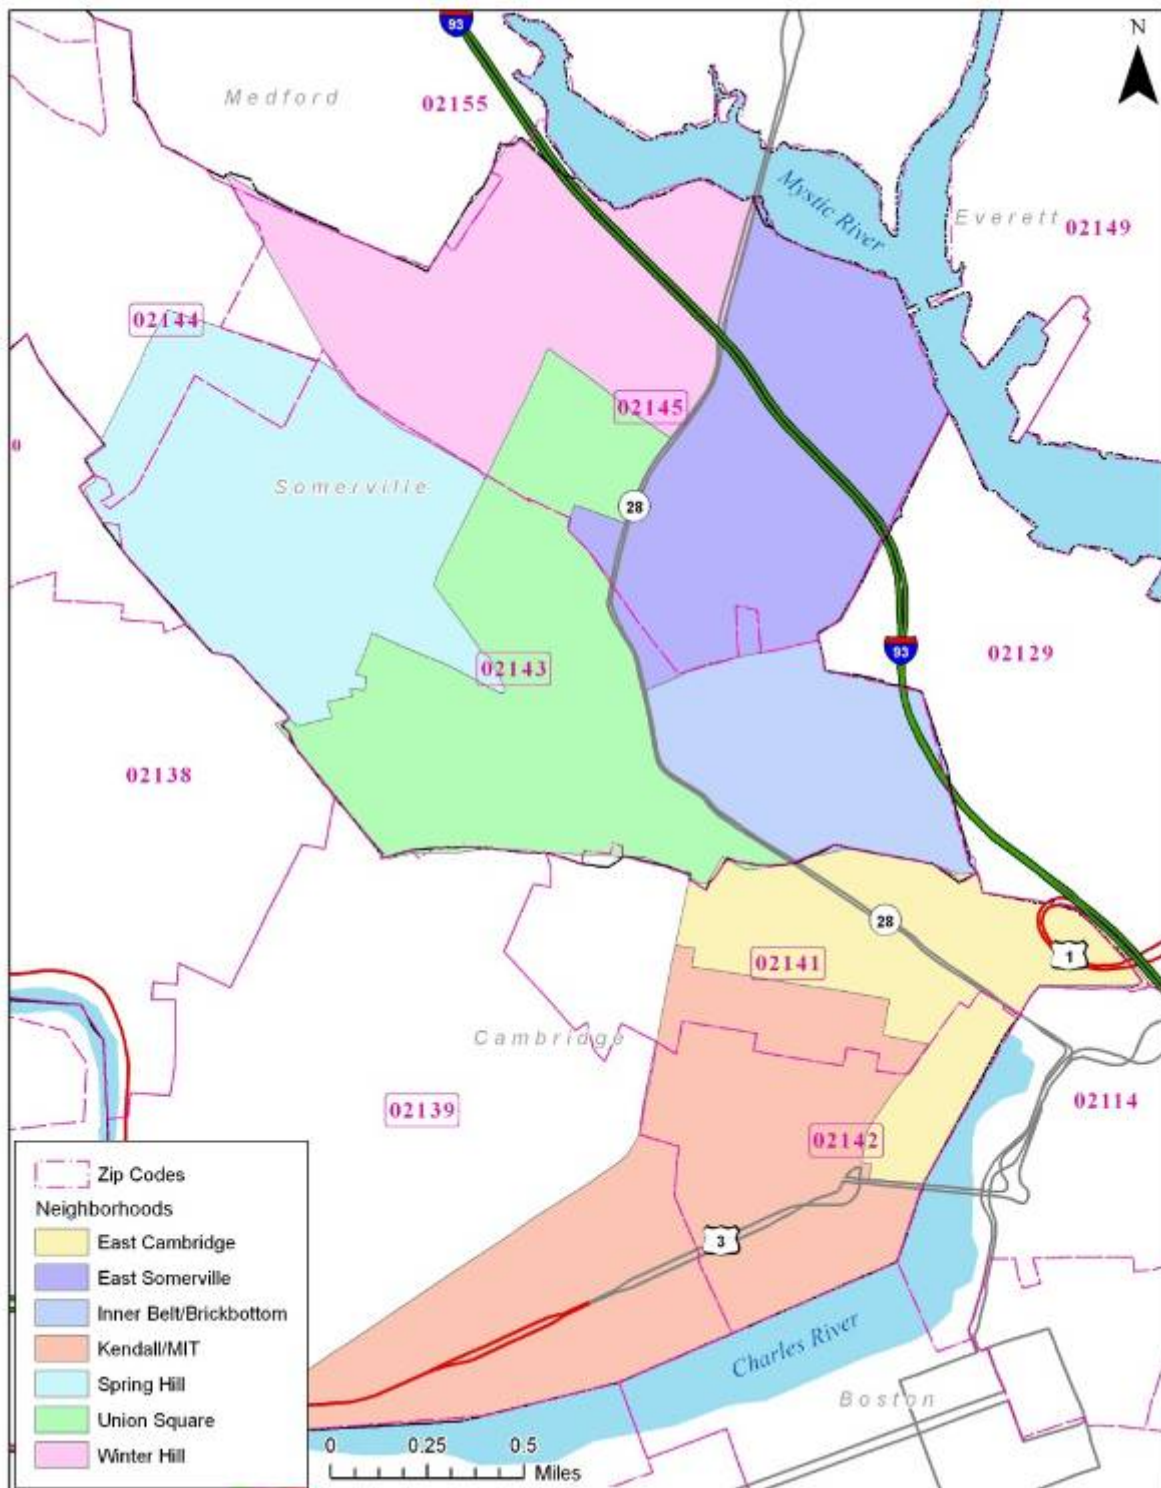 93
N
Medford
02155
Mystic River
Everett
02149
02144
02145
0
Somerville
28
02143
93
02129
02138
28
1
02141
Cambridge
02139
02114
02142
Zip Codes
Neighborhoods
East Cambridge
East Somerville
Inner Belt/Brickbottom
Kendall/MIT
Spring Hill
Union Square
Winter Hill
3
Charles River
Boston
0 0.25 0.5
Miles